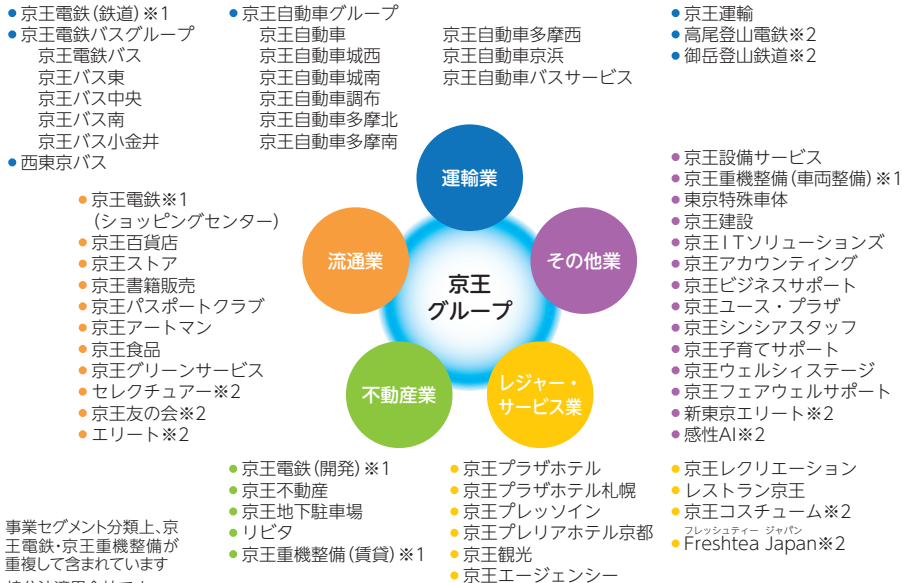 ●京王電鉄(鉄道)※1
●京王電鉄バスグループ
京王電鉄バス
京王バス東
京王バス中央
京王バス南
京王バス小金井
●西東京バス
●京王自動車グループ
京王自動車
京王自動車城西
京王自動車城南
京王自動車調布
京王自動車多摩北
京王自動車多摩南
京王自動車多摩西
京王自動車京浜
京王自動車バスサービス
●京王運輸
●高尾登山電鉄※2
●御岳登山鉄道※2
運輸業
流通業
その他業
京王
グループ
不動産業
レジャー・
サービス業
●京王電鉄※1
(ショッピングセンター)
●京王百貨店
●京王ストア
●京王書籍販売
●京王パスポートクラブ
●京王アートマン
●京王食品
●京王グリーンサービス
●セレクチュアー※2
●京王友の会※2
●エリート※2
●京王設備サービス
●京王重機整備(車両整備)※1
●東京特殊車体
●京王建設
●京王ITソリューションズ
●京王アカウンティング
●京王ビジネスサポート
●京王ユース・プラザ
●京王シンシアスタッフ
●京王子育てサポート
●京王ウェルシィステージ
●京王フェアウェルサポート
●新東京エリート※2
●感性AI※2
●京王電鉄(開発)※1
●京王不動産
●京王地下駐車場
●リビタ
●京王重機整備(賃貸)※1
●京王プラザホテル
●京王プラザホテル札幌
●京王プレッソイン
●京王プレリアホテル京都
●京王観光
●京王エージェンシー
●京王レクリエーション
●レストラン京王
●京王コスチューム※2
フレッシュティー ジャパン
●Freshtea Japan※2
事業セグメント分類上、京
王電鉄・京王重機整備が
重複して含まれています